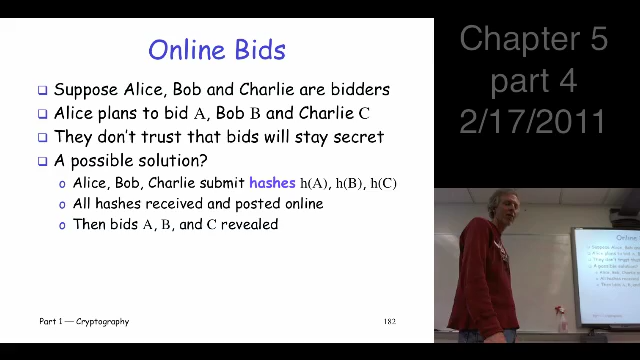 Online Bids
Suppose Alice, Bob and Charlie are bidders
Alice plans to bid A, Bob B and Charlie C
They don't trust that bids will stay secret
A possible solution?
Alice, Bob, Charlie submit hashes h(A), h(B), h(C)
All hashes received and posted online
Then bids A, B, and C revealed
Part 1 — Cryptography
182
Chapter 5
part 4
2/17/2011